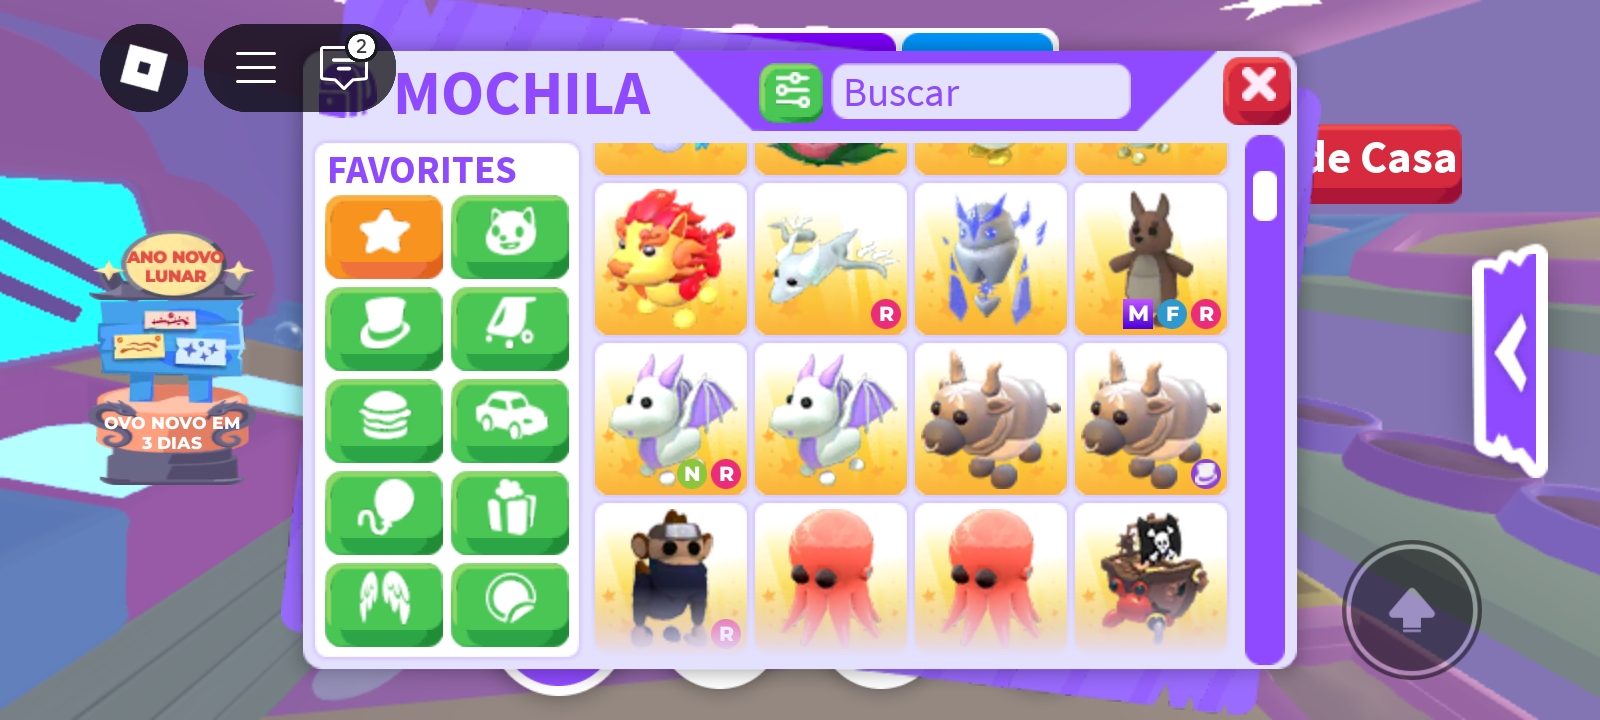 2
MOCHILA
Buscar
FAVORITES
de Casa
ANO NOVO
LUNAR
OVO NOVO EM
3 DIAS
R
M F R
N R
R